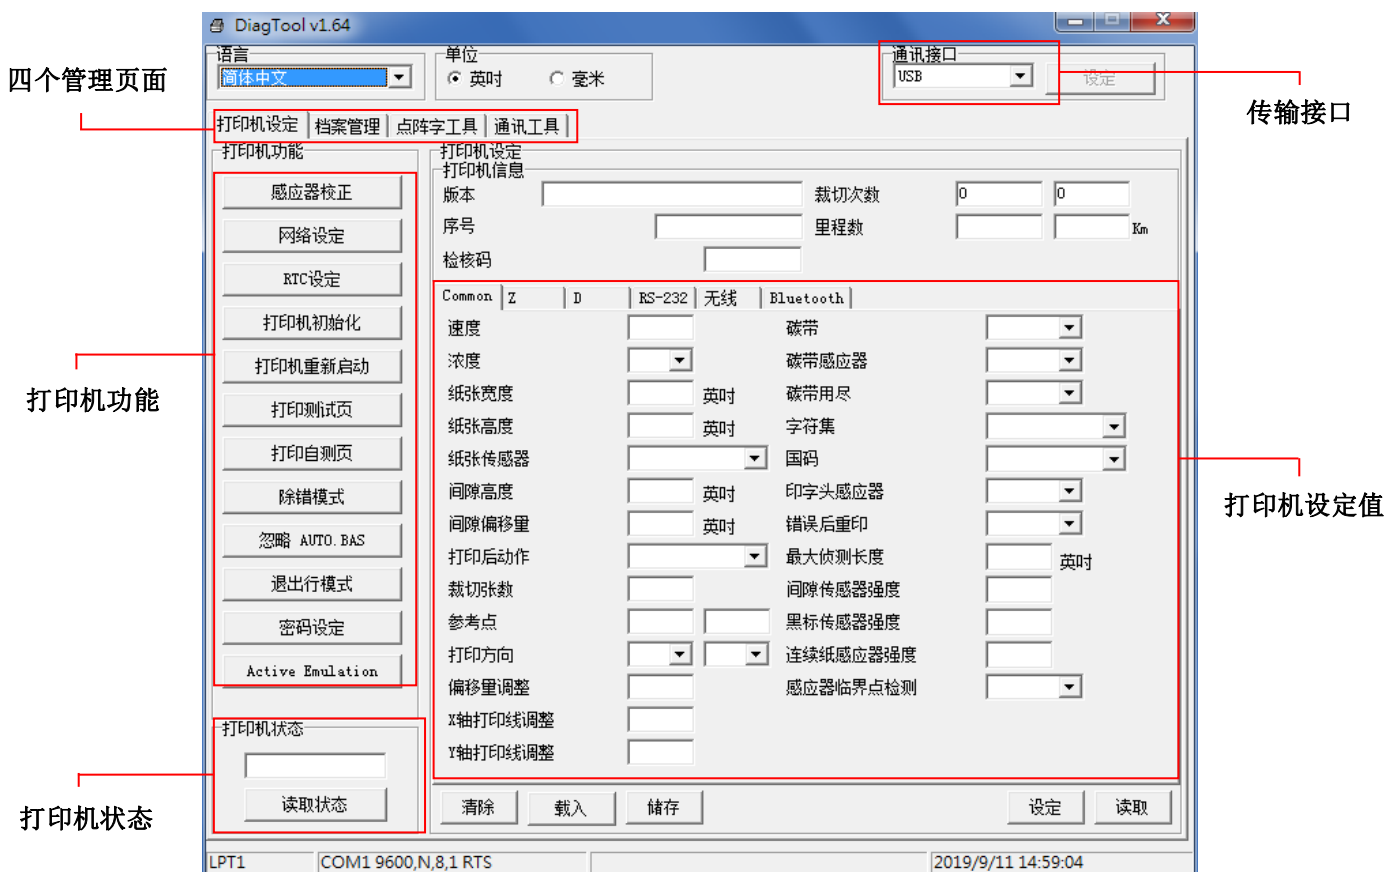 DiagTool v1.64
语言
简体中文
单位
英吋
毫米
通讯接口
USB
设定
四个管理页面
传输接口
打印机设定
档案管理
点阵字工具
通讯工具
打印机功能
感应器校正
网络设定
RTC设定
打印机初始化
打印机重新启动
打印测试页
打印自测页
除错模式
忽略 AUTO.BAS
退出行模式
密码设定
Active Emulation
打印机功能
打印机状态
读取状态
打印机状态
打印机设定
打印机信息
版本
裁切次数 0 0
序号
里程数 Km
检核码
Common Z D RS-232 无线 Bluetooth
速度
碳带
浓度
碳带感应器
纸张宽度 英吋
碳带用尽
纸张高度 英吋
字符集
纸张传感器
国码
间隙高度 英吋
印字头感应器
间隙偏移量 英吋
错误后重印
打印后动作
最大侦测长度 英吋
裁切张数
间隙传感器强度
参考点
黑标传感器强度
打印方向
连续纸感应器强度
偏移量调整
感应器临界点检测
X轴打印线调整
Y轴打印线调整
打印机设定值
清除 载入 储存 设定 读取
LPT1 COM1 9600,N,8,1 RTS 2019/9/11 14:59:04